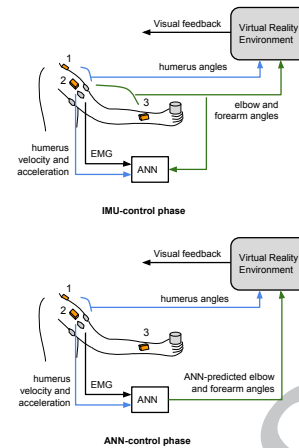 Visual feedback
Virtual Reality
Environment
1
humerus angles
2
3
elbow and
forearm angles
humerus
velocity and
acceleration
EMG
ANN
IMU-control phase
Visual feedback
Virtual Reality
Environment
1
humerus angles
2
3
humerus
velocity and
acceleration
EMG
ANN
ANN-predicted elbow
and forearm angles
ANN-control phase